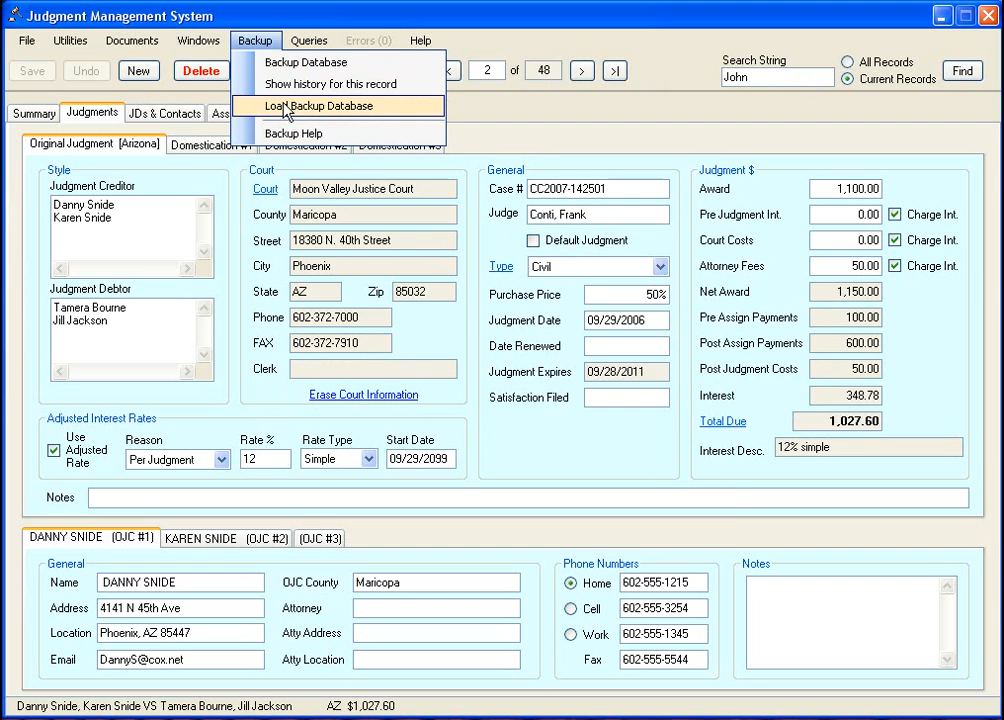 Judgment Management System
File Utilities Documents Windows Backup Queries Errors (0) Help
Backup Database
Show history for this record
Load Backup Database
Backup Help
Save Undo New Delete < 2 of 48 > >|
Search String
John
All Records
Current Records
Find
Summary Judgments JDs & Contacts
Original Judgment [Arizona]
Style
Judgment Creditor
Danny Snide
Karen Snide
Judgment Debtor
Tamera Bourne
Jill Jackson
Court
Court Moon Valley Justice Court
County Maricopa
Street 18380 N. 40th Street
City Phoenix
State AZ Zip 85032
Phone 602-372-7000
FAX 602-372-7910
Clerk
Erase Court Information
General
Case # CC2007-142501
Judge Conti, Frank
Default Judgment
Type Civil
Purchase Price 50%
Judgment Date 09/29/2006
Date Renewed
Judgment Expires 09/28/2011
Satisfaction Filed
Judgment $
Award 1,100.00
Pre Judgment Int. 0.00 Charge Int.
Court Costs 0.00 Charge Int.
Attorney Fees 50.00 Charge Int.
Net Award 1,150.00
Pre Assign Payments 100.00
Post Assign Payments 600.00
Post Judgment Costs 50.00
Interest 348.78
Total Due 1,027.60
Interest Desc. 12% simple
Adjusted Interest Rates
Use Adjusted Rate
Reason Rate % Rate Type Start Date
Per Judgment 12 Simple 09/29/2099
Notes
DANNY SNIDE (OJC #1) KAREN SNIDE (OJC #2) (OJC #3)
General
Name DANNY SNIDE
Address 4141 N 45th Ave
Location Phoenix, AZ 85447
Email DannyS@cox.net
OJC County Maricopa
Attorney
Atty Address
Atty Location
Phone Numbers
Home 602-555-1215
Cell 602-555-3254
Work 602-555-1345
Fax 602-555-5544
Notes
Danny Snide, Karen Snide VS Tamera Bourne, Jill Jackson AZ $1,027.60